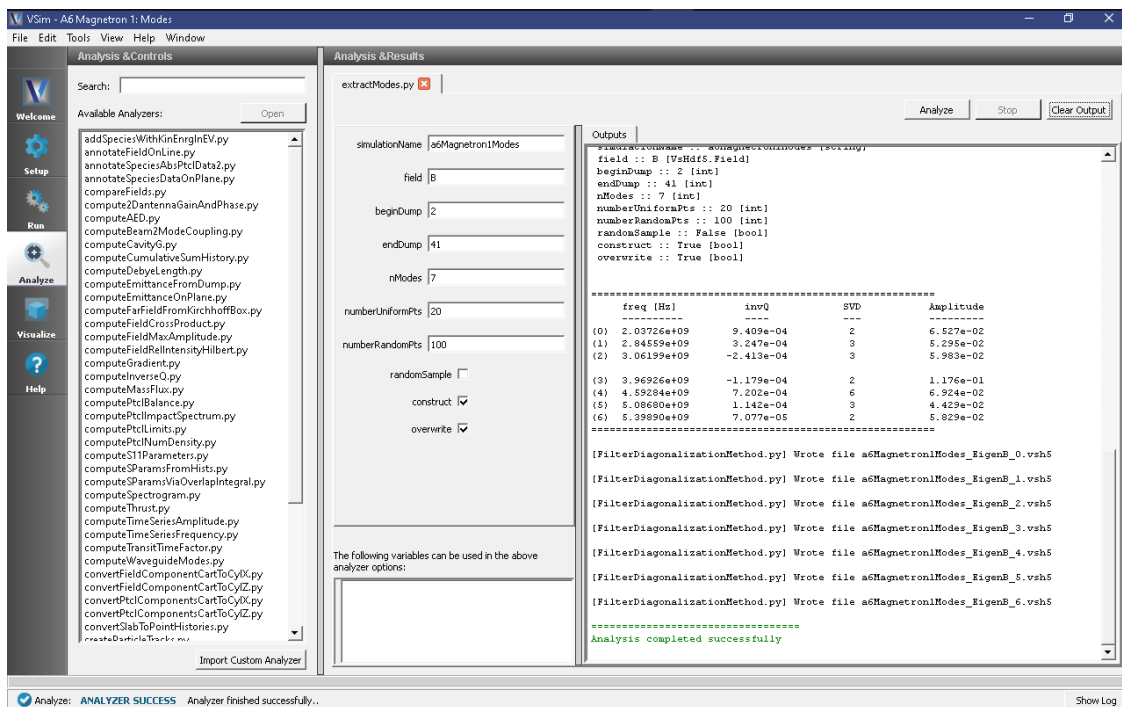 VSim - A6 Magnetron 1: Modes
File Edit Tools View Help Window
Analysis &Controls
Analysis &Results
Welcome
Setup
Run
Analyze
Visualize
Help
Search:
Available Analyzers:
Open
addSpeciesWithKinEnrgInEV.py
annotateFieldOnLine.py
annotateSpeciesAbsPtclData2.py
annotateSpeciesDataOnPlane.py
compareFields.py
compute2DantennaGainAndPhase.py
computeAED.py
computeBeam2ModeCoupling.py
computeCavityG.py
computeCumulativeSumHistory.py
computeDebyeLength.py
computeEmittanceFromDump.py
computeEmittanceOnPlane.py
computeFarFieldFromKirchhoffBox.py
computeFieldCrossProduct.py
computeFieldMaxAmplitude.py
computeFieldRelIntensityHilbert.py
computeGradient.py
computeInverseQ.py
computeMassFlux.py
computePtclBalance.py
computePtclImpactSpectrum.py
computePtclLimits.py
computePtclNumDensity.py
computeS11Parameters.py
computeSParamsFromHists.py
computeSParamsViaOverlapIntegral.py
computeSpectrogram.py
computeThrust.py
computeTimeSeriesAmplitude.py
computeTimeSeriesFrequency.py
computeTransitTimeFactor.py
computeWaveguideModes.py
convertFieldComponentCartToCylX.py
convertFieldComponentCartToCylZ.py
convertPtclComponentsCartToCylX.py
convertPtclComponentsCartToCylZ.py
convertSlabToPointHistories.py
createParticleTracks.py
Import Custom Analyzer
extractModes.py
Analyze
Stop
Clear Output
simulationName a6Magnetron1Modes
field B
beginDump 2
endDump 41
nModes 7
numberUniformPts 20
numberRandomPts 100
randomSample
construct
overwrite
The following variables can be used in the above
analyzer options:
Outputs
simulationName :: a6Magnetron1Modes [string]
field :: B [VsHdf5.Field]
beginDump :: 2 [int]
endDump :: 41 [int]
nModes :: 7 [int]
numberUniformPts :: 20 [int]
numberRandomPts :: 100 [int]
randomSample :: False [bool]
construct :: True [bool]
overwrite :: True [bool]
freq [Hz] invQ SVD Amplitude
(0) 2.03726e+09 9.409e-04 2 6.527e-02
(1) 2.84559e+09 3.247e-04 3 5.295e-02
(2) 3.06199e+09 -2.413e-04 3 5.983e-02
(3) 3.96926e+09 -1.179e-04 2 1.176e-01
(4) 4.59284e+09 7.202e-04 6 6.924e-02
(5) 5.08680e+09 1.142e-04 3 4.429e-02
(6) 5.39890e+09 7.077e-05 2 5.829e-02
[FilterDiagonalizationMethod.py] Wrote file a6Magnetron1Modes_EigenB_0.vsh5
[FilterDiagonalizationMethod.py] Wrote file a6Magnetron1Modes_EigenB_1.vsh5
[FilterDiagonalizationMethod.py] Wrote file a6Magnetron1Modes_EigenB_2.vsh5
[FilterDiagonalizationMethod.py] Wrote file a6Magnetron1Modes_EigenB_3.vsh5
[FilterDiagonalizationMethod.py] Wrote file a6Magnetron1Modes_EigenB_4.vsh5
[FilterDiagonalizationMethod.py] Wrote file a6Magnetron1Modes_EigenB_5.vsh5
[FilterDiagonalizationMethod.py] Wrote file a6Magnetron1Modes_EigenB_6.vsh5
Analysis completed successfully
Analyze: ANALYZER SUCCESS Analyzer finished successfully..
Show Log